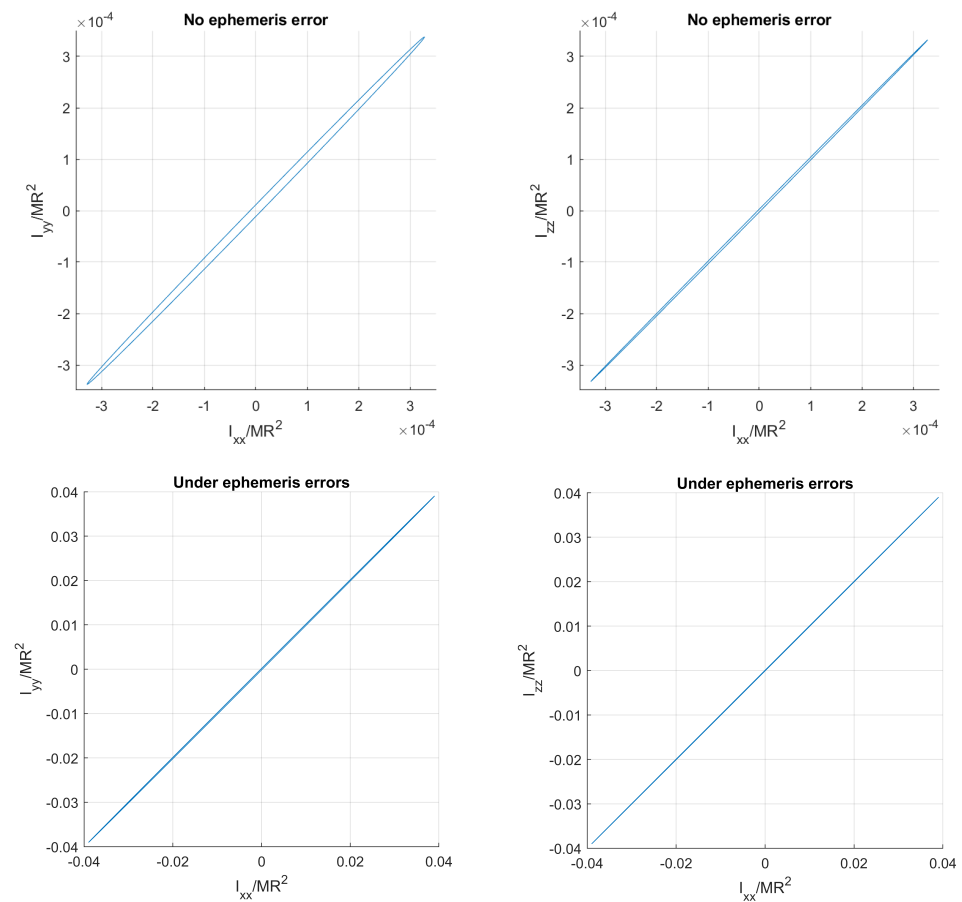 No ephemeris error
×10⁻⁴
3
2
1
0
-1
-2
-3
I_yy/MR²
-3 -2 -1 0 1 2 3
I_xx/MR² ×10⁻⁴
No ephemeris error
×10⁻⁴
3
2
1
0
-1
-2
-3
I_zz/MR²
-3 -2 -1 0 1 2 3
I_xx/MR² ×10⁻⁴
Under ephemeris errors
0.04
0.03
0.02
0.01
0
-0.01
-0.02
-0.03
-0.04
I_yy/MR²
-0.04 -0.02 0 0.02 0.04
I_xx/MR²
Under ephemeris errors
0.04
0.03
0.02
0.01
0
-0.01
-0.02
-0.03
-0.04
I_zz/MR²
-0.04 -0.02 0 0.02 0.04
I_xx/MR²